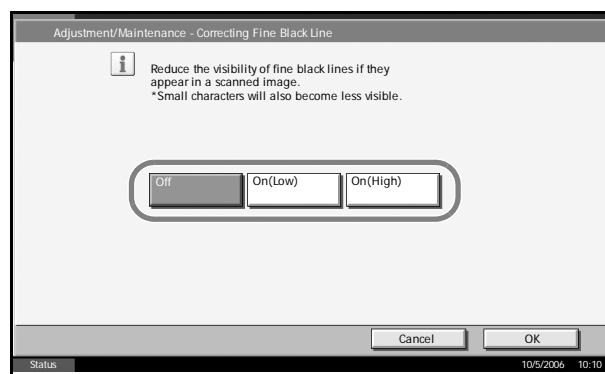 Adjustment/Maintenance - Correcting Fine Black Line
i
Reduce the visibility of fine black lines if they
appear in a scanned image.
*Small characters will also become less visible.
Off On(Low) On(High)
Cancel OK
Status 10/5/2006 10:10